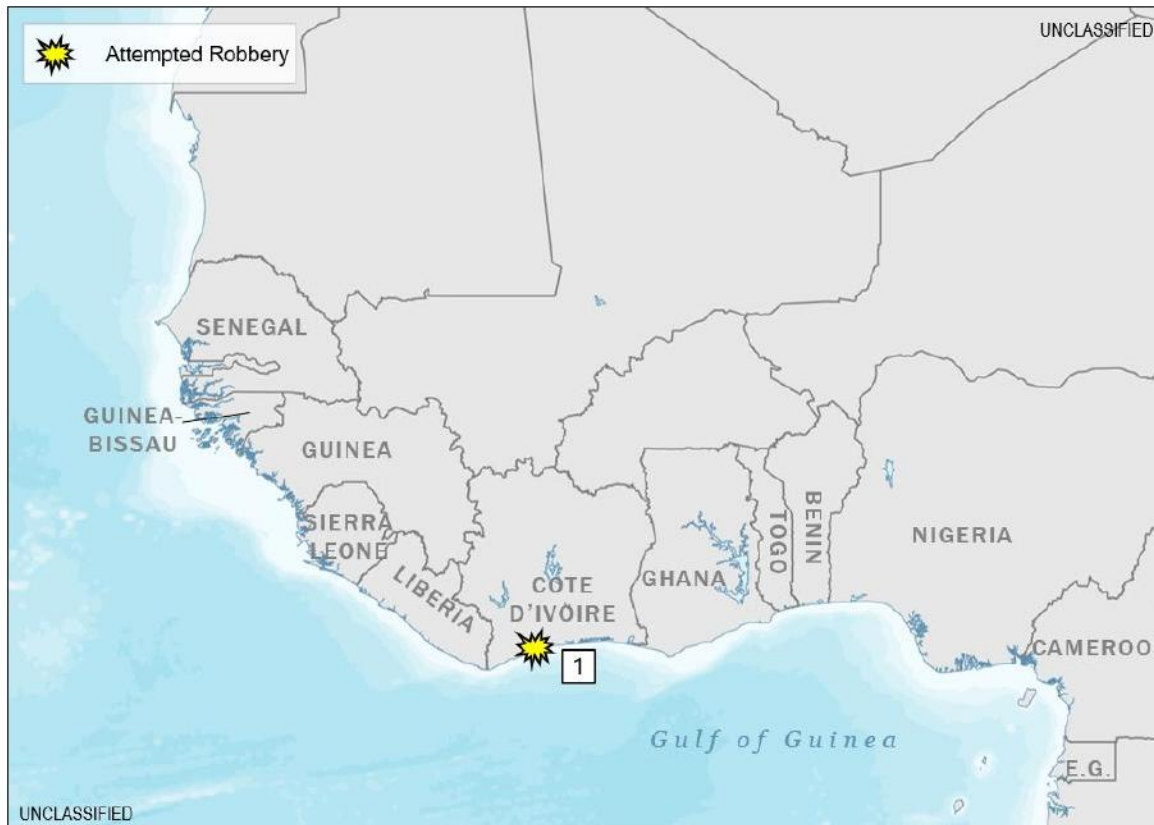 Attempted Robbery
UNCLASSIFIED
SENEGAL
GUINEA-
BISSAU
GUINEA
SIERRA
LEONE
LIBERIA
CÔTE
D'IVOIRE
GHANA
TOGO
BENIN
NIGERIA
CAMEROO
1
Gulf of Guinea
E.G.
UNCLASSIFIED